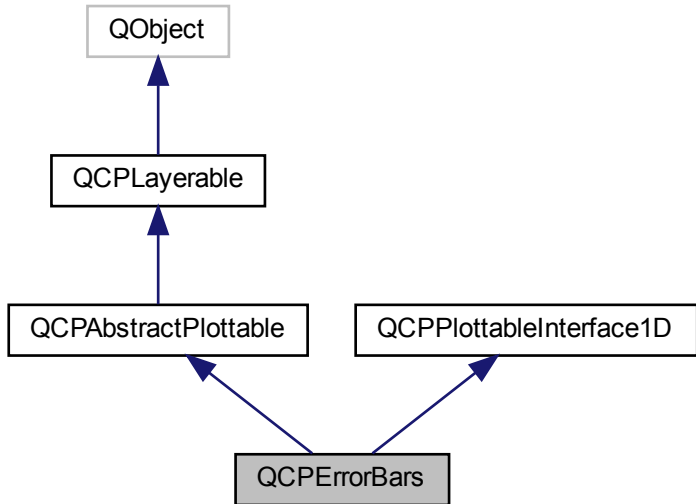 QObject
QCPLayerable
QCPAbstractPlottable
QCPPlottableInterface1D
QCPErrorBars